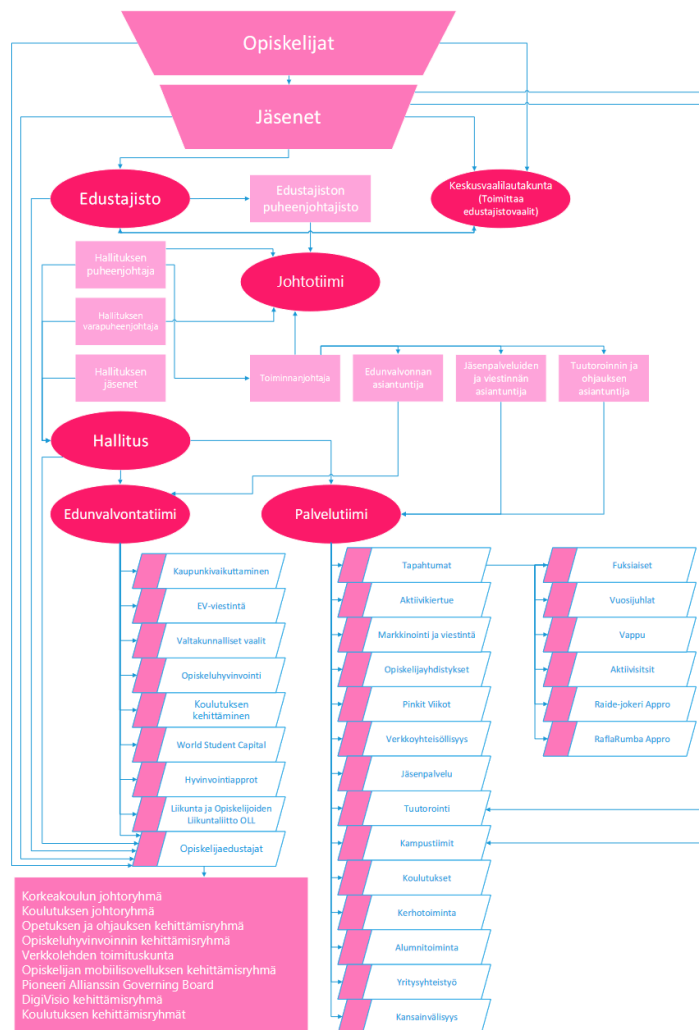 Opiskelijat
Jäsenet
Edustajisto
Edustajiston
puheenjohtajisto
Keskusvaalilautakunta
(Toimittaa
edustajistovaalit)
Hallituksen
puheenjohtaja
Johtotiimi
Hallituksen
varapuheenjohtaja
Hallituksen
jäsenet
Toiminnanjohtaja
Edunvalvonnan
asiantuntija
Jäsenpalveluiden
ja viestinnän
asiantuntija
Tuutoroinnin ja
ohjauksen
asiantuntija
Hallitus
Edunvalvontatiimi
Palvelutiimi
Kaupunkivaikuttaminen
EV-viestintä
Valtakunnalliset vaalit
Opiskeluhyvinvointi
Koulutuksen
kehittäminen
World Student Capital
Hyvinvointiapprot
Liikunta ja Opiskelijoiden
Liikuntaliitto OLL
Opiskelijaedustajat
Tapahtumat
Aktiivikiertue
Markkinointi ja viestintä
Opiskelijayhdistykset
Pinkit Viikot
Verkkoyhteisöllisyys
Jäsenpalvelu
Tuutorointi
Kampustiimit
Koulutukset
Kerhotoiminta
Alumnitoiminta
Yritysyhteistyö
Kansainvälisyys
Fuksiaiset
Vuosijuhlat
Vappu
Aktiivisitsit
Raide-jokeri Appro
RaflaRumba Appro
Korkeakoulun johtoryhmä
Koulutuksen johtoryhmä
Opetuksen ja ohjauksen kehittämisryhmä
Opiskeluhyvinvoinnin kehittämisryhmä
Verkkolehden toimituskunta
Opiskelijan mobiilisovelluksen kehittämisryhmä
Pioneeri Allianssin Governing Board
DigiVisio kehittämisryhmä
Koulutuksen kehittämisryhmät